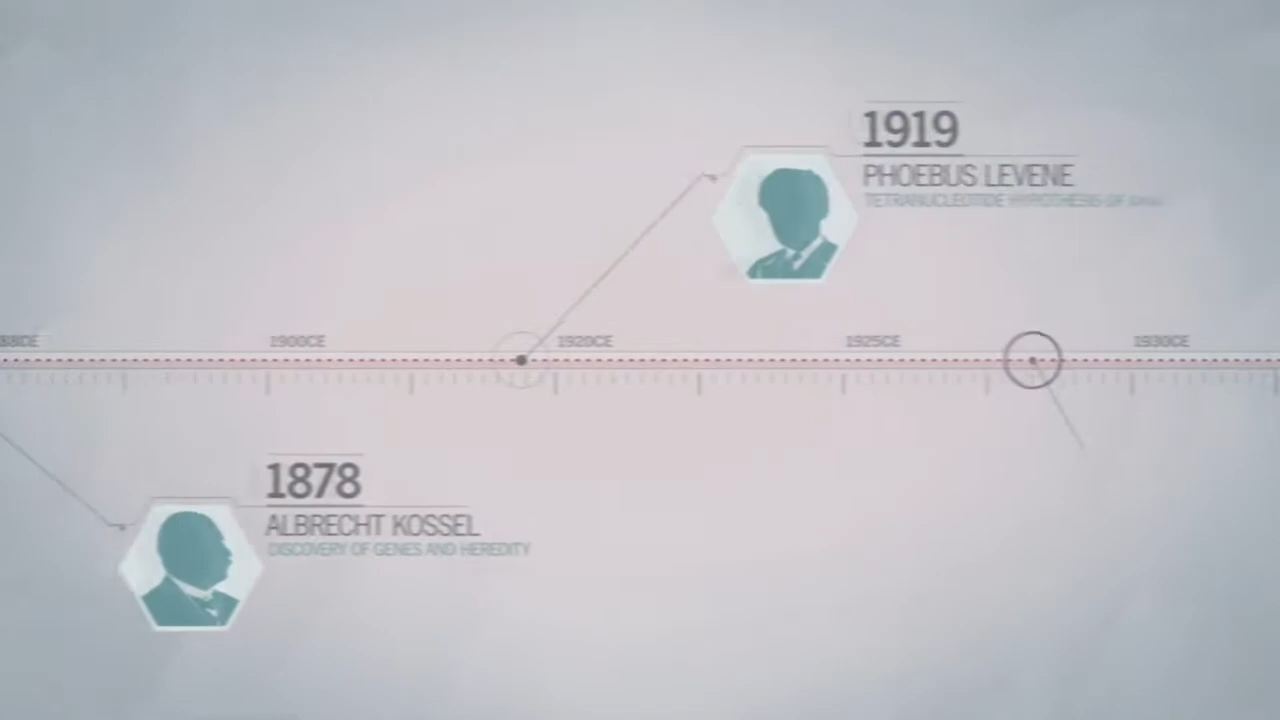 1919
PHOEBUS LEVENE
TETRANUCLEOTIDE HYPOTHESIS OF
1900CE
1920CE
1925CE
1930CE
1878
ALBRECHT KOSSEL
DISCOVERY OF GENES AND HEREDITY